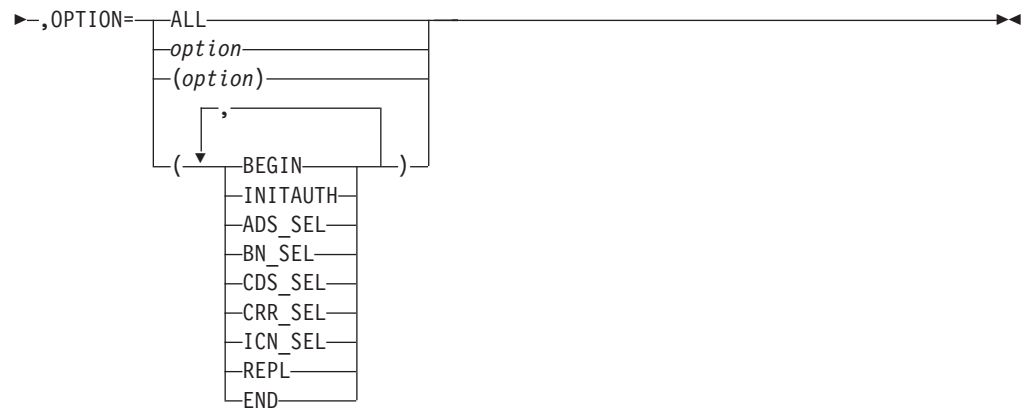 ,OPTION= ALL
option
(option)
,
( BEGIN )
INITAUTH
ADS_SEL
BN_SEL
CDS_SEL
CRR_SEL
ICN_SEL
REPL
END